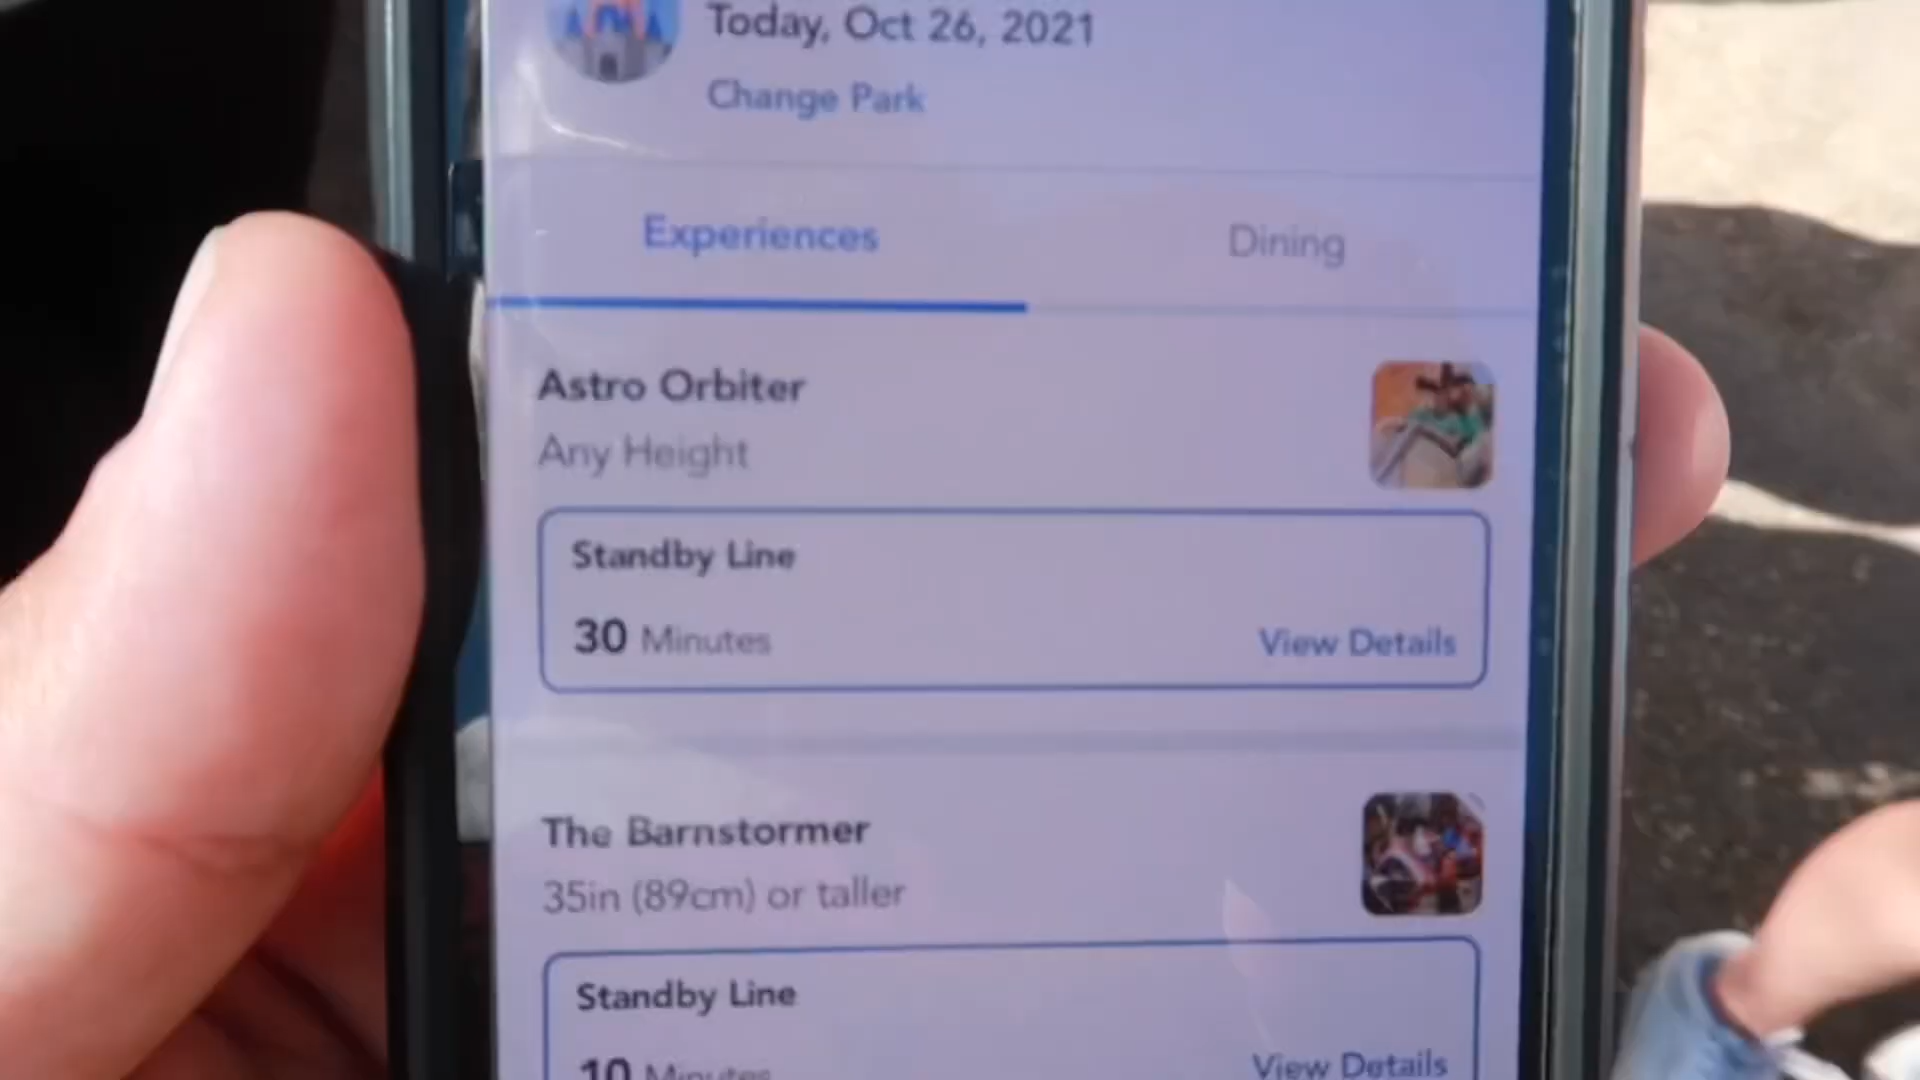 Today, Oct 26, 2021
Change Park
Experiences
Dining
Astro Orbiter
Any Height
Standby Line
30 Minutes
View Details
The Barnstormer
35in (89cm) or taller
Standby Line
10 Minutes
View Details